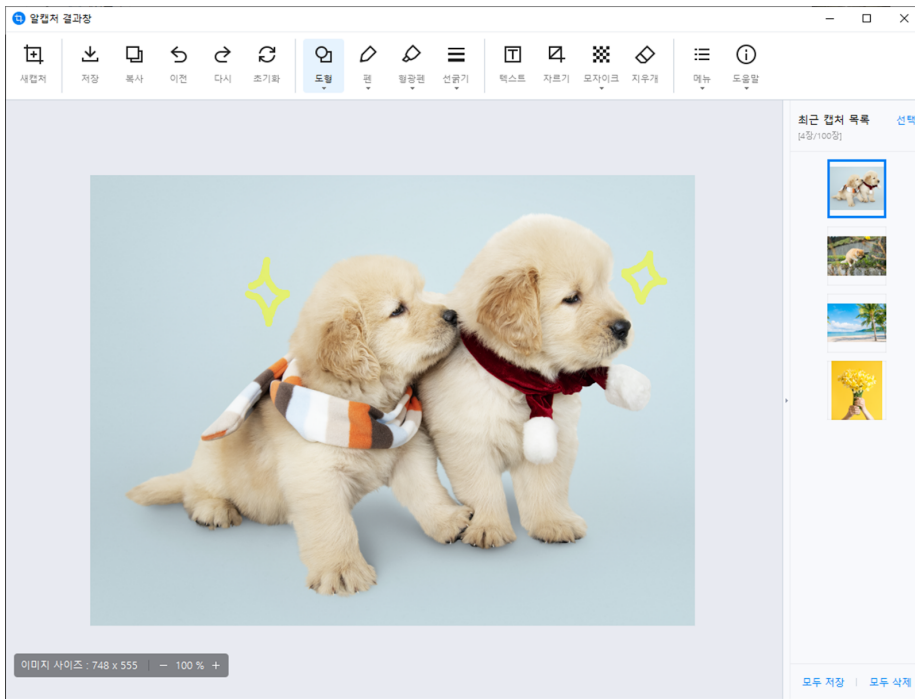 알캡처 결과창
새캡처 저장 복사 이전 다시 초기화 도형 펜 형광펜 선굵기 텍스트 자르기 모자이크 지우개 메뉴 도움말
최근 캡처 목록 선택
[4장/100장]
이미지 사이즈 : 748 x 555 | − 100 % +
모두 저장 | 모두 삭제